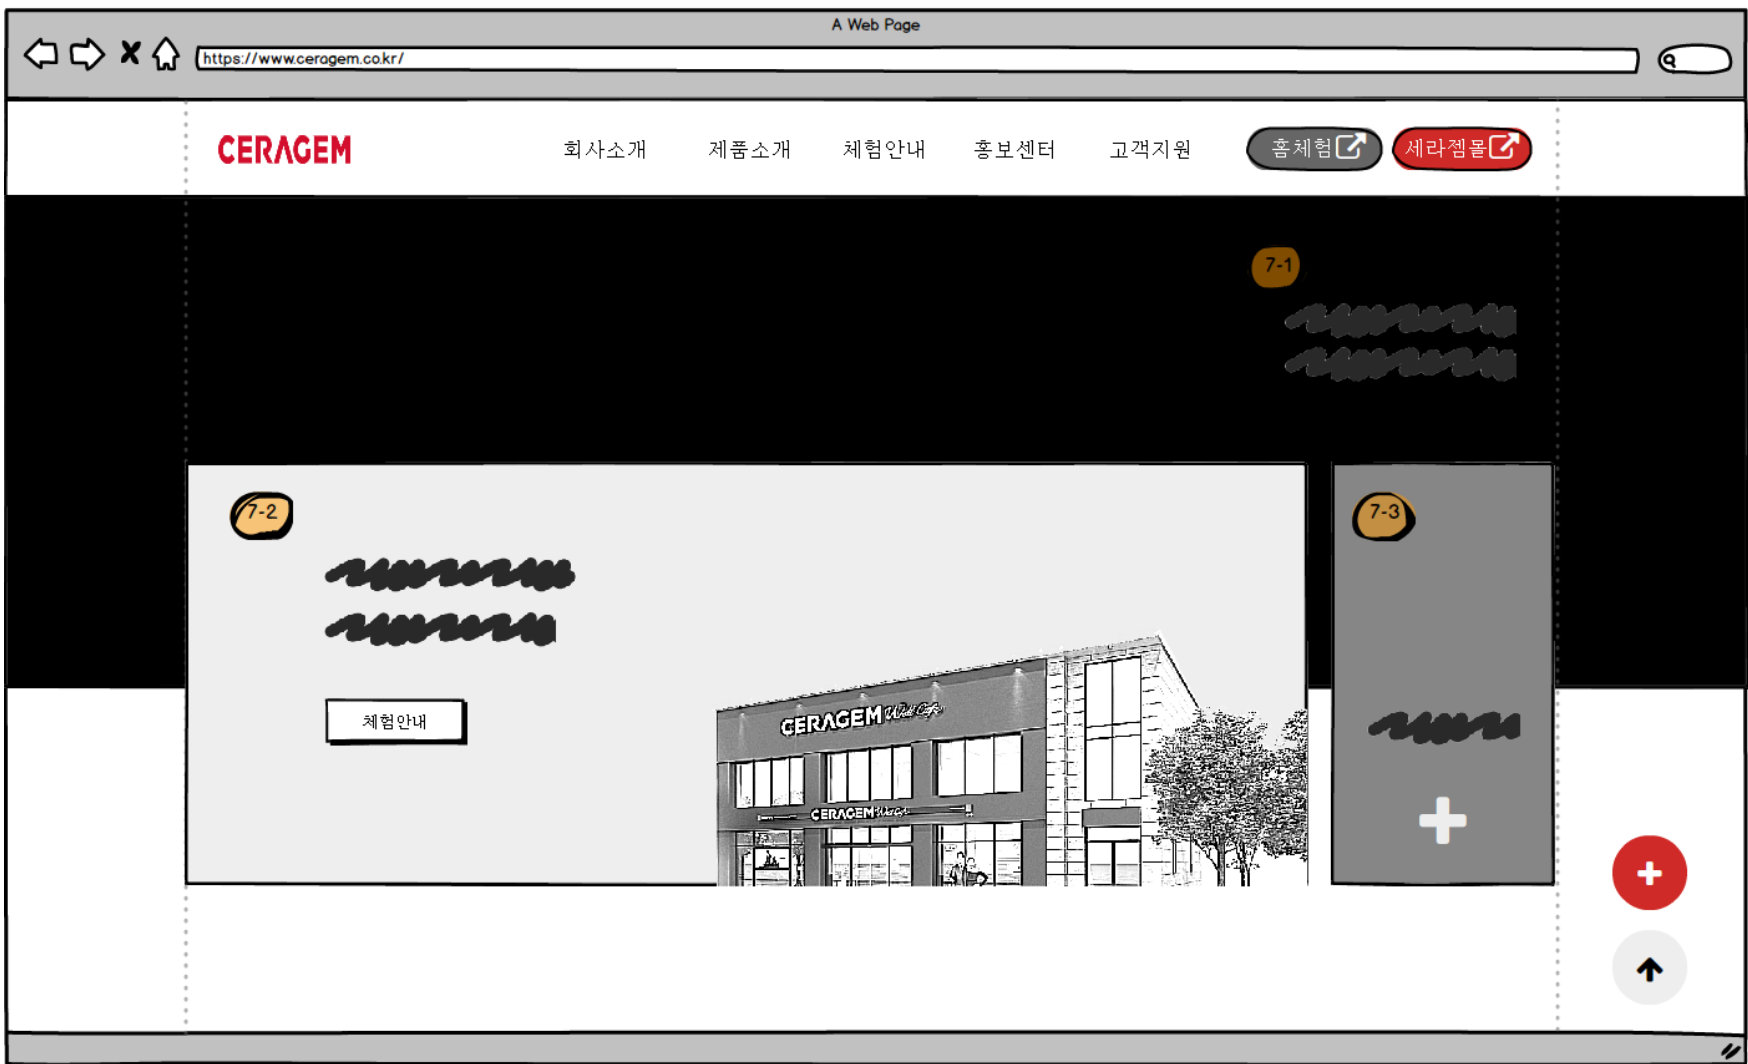 A Web Page
https://www.ceragem.co.kr/
CERAGEM
회사소개 제품소개 체험안내 홍보센터 고객지원 홈체험 세라젬몰
7-1
7-2
7-3
체험안내
CERAGEM
CERAGEM